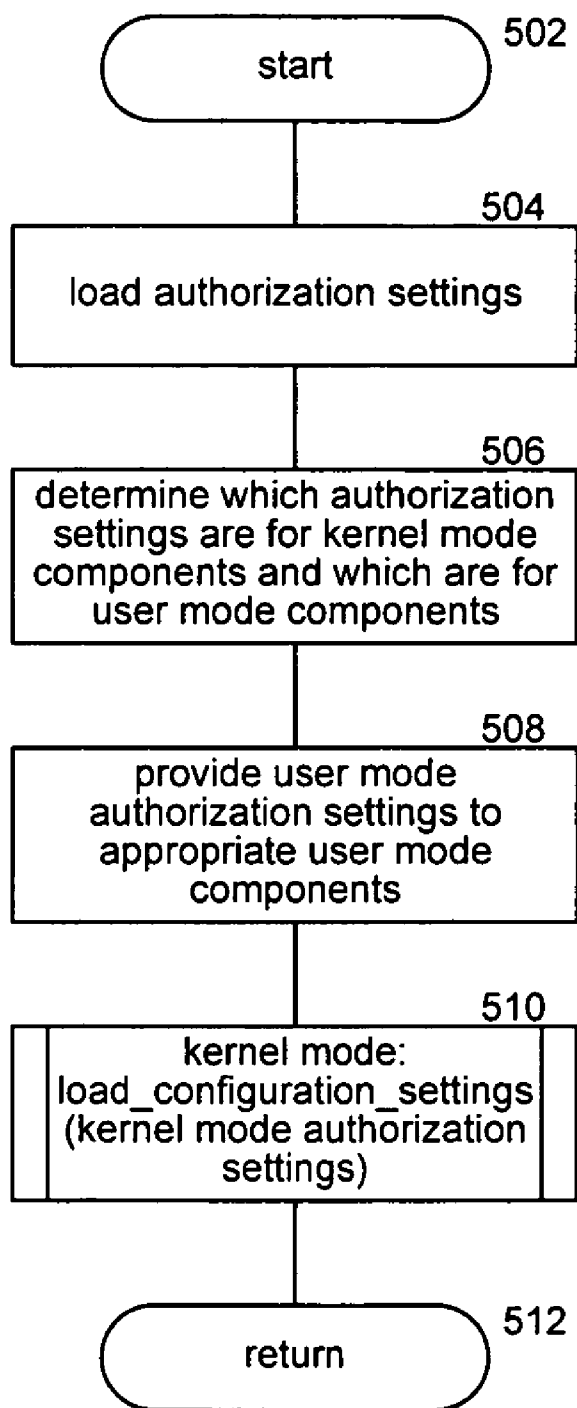 502
start
504
load authorization settings
506
determine which authorization
settings are for kernel mode
components and which are for
user mode components
508
provide user mode
authorization settings to
appropriate user mode
components
510
kernel mode:
load_configuration_settings
(kernel mode authorization
settings)
512
return